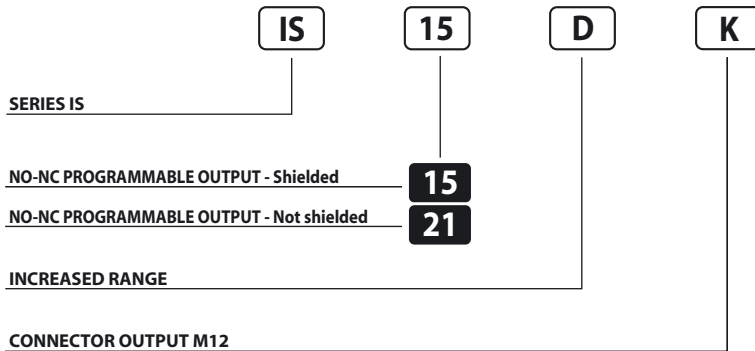 IS 15 D K
SERIES IS
NO-NC PROGRAMMABLE OUTPUT - Shielded 15
NO-NC PROGRAMMABLE OUTPUT - Not shielded 21
INCREASED RANGE
CONNECTOR OUTPUT M12